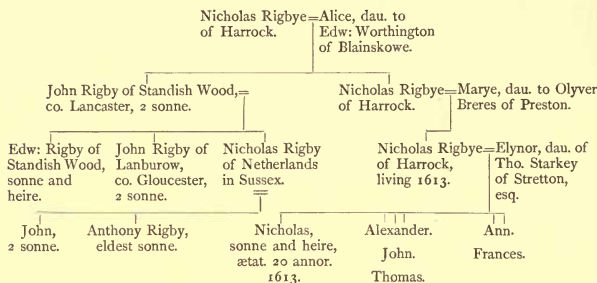 Nicholas Rigbye=Alice, dau. to
of Harrock. Edw: Worthington
of Blainskowe.
John Rigby of Standish Wood,=
co. Lancaster, 2 sonne.
Nicholas Rigbye=Marye, dau. to Olyver
of Harrock. Breres of Preston.
Edw: Rigby of
Standish Wood,
sonne and
heire.
John Rigby of
Lanburow,
co. Gloucester,
2 sonne.
Nicholas Rigby
of Netherlands
in Sussex.
Nicholas Rigbye=Elynor, dau. of
of Harrock, Tho. Starkey
living 1613. of Stretton,
esq.
John,
2 sonne.
Anthony Rigby,
eldest sonne.
Nicholas,
sonne and heire,
ætat. 20 annor.
1613.
Alexander.
John.
Thomas.
Ann.
Frances.